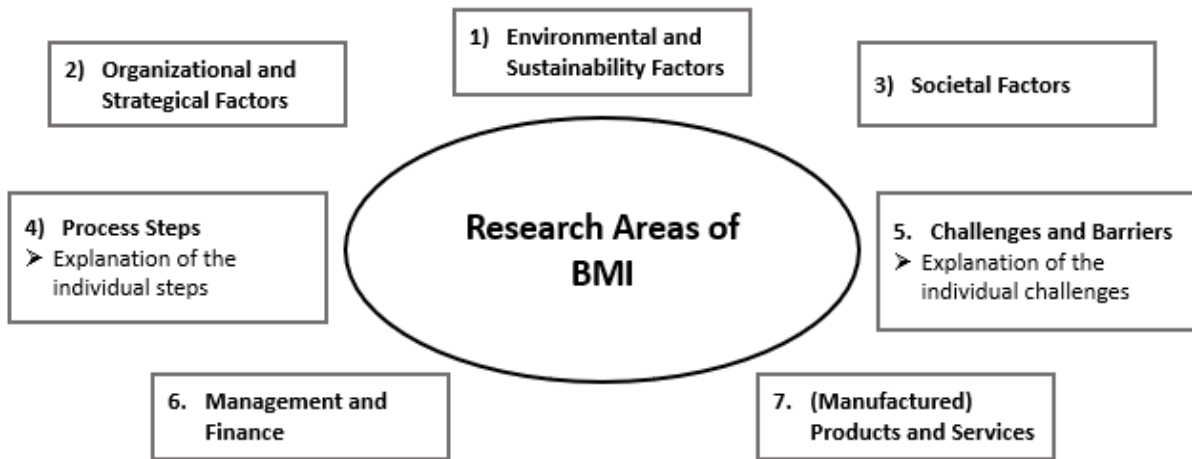 1) Environmental and
Sustainability Factors
2) Organizational and
Strategical Factors
3) Societal Factors
Research Areas of
BMI
4) Process Steps
➤ Explanation of the
individual steps
5. Challenges and Barriers
➤ Explanation of the
individual challenges
6. Management and
Finance
7. (Manufactured)
Products and Services